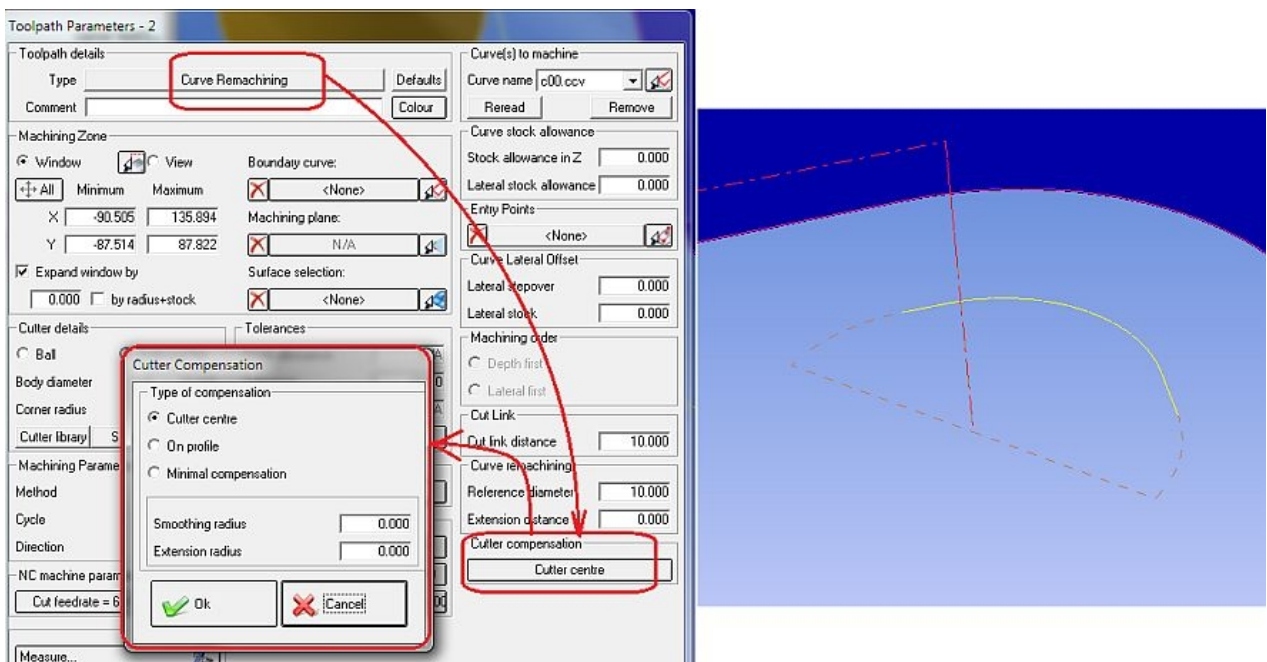 Toolpath Parameters - 2
Toolpath details
Type Curve Remachining Defaults
Comment Colour
Machining Zone
Window View Boundary curve:
All Minimum Maximum <None>
X -90.505 135.894 Machining plane:
Y -87.514 87.822 N/A
Expand window by Surface selection:
0.000 by radius+stock <None>
Cutter details
Ball
Body diameter
Corner radius
Cutter library
Tolerances
Machining Parame
Method
Cycle
Direction
NC machine param
Cut feedrate = 6
Measure...
Cutter Compensation
Type of compensation
Cutter centre
On profile
Minimal compensation
Smoothing radius 0.000
Extension radius 0.000
Ok Cancel
Curve(s) to machine
Curve name c00.ccv
Reread Remove
Curve stock allowance
Stock allowance in Z 0.000
Lateral stock allowance 0.000
Entry Points
<None>
Curve Lateral Offset
Lateral stepover 0.000
Lateral stock 0.000
Machining order
Depth first
Lateral first
Cut Link
Cut link distance 10.000
Curve remachining
Reference diameter 10.000
Extension distance 0.000
Cutter compensation
Cutter centre